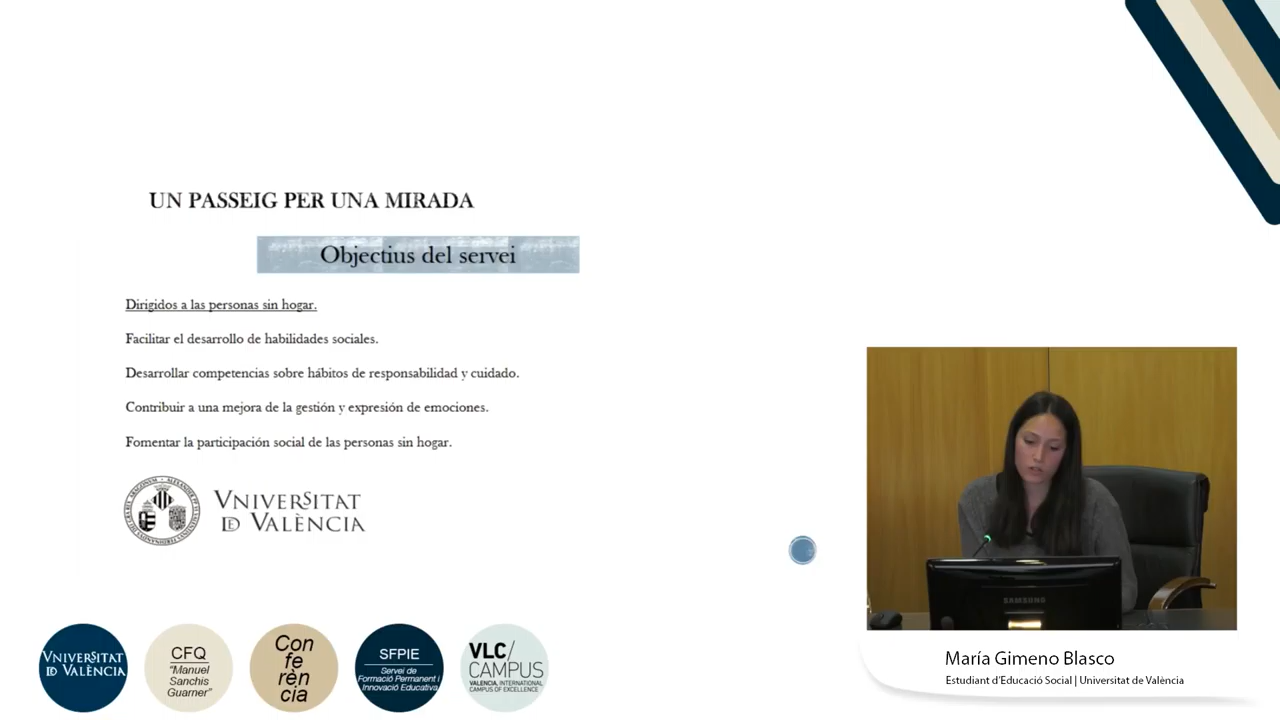 UN PASSEIG PER UNA MIRADA
Objectius del servei
Dirigidos a las personas sin hogar.
Facilitar el desarrollo de habilidades sociales.
Desarrollar competencias sobre hábitos de responsabilidad y cuidado.
Contribuir a una mejora de la gestión y expresión de emociones.
Fomentar la participación social de las personas sin hogar.
VNIVERSITAT
DE VALÈNCIA
SAMSUNG
María Gimeno Blasco
Estudiant d'Educació Social | Universitat de València
VNIVERSITAT
DE VALÈNCIA
CFQ
"Manuel
Sanchis
Guarner"
Con
fe
rèn
cia
SFPIE
Servei de
Formació Permanent i
Innovació Educativa
VLC/
CAMPUS
VALENCIA, INTERNATIONAL
CAMPUS OF EXCELLENCE